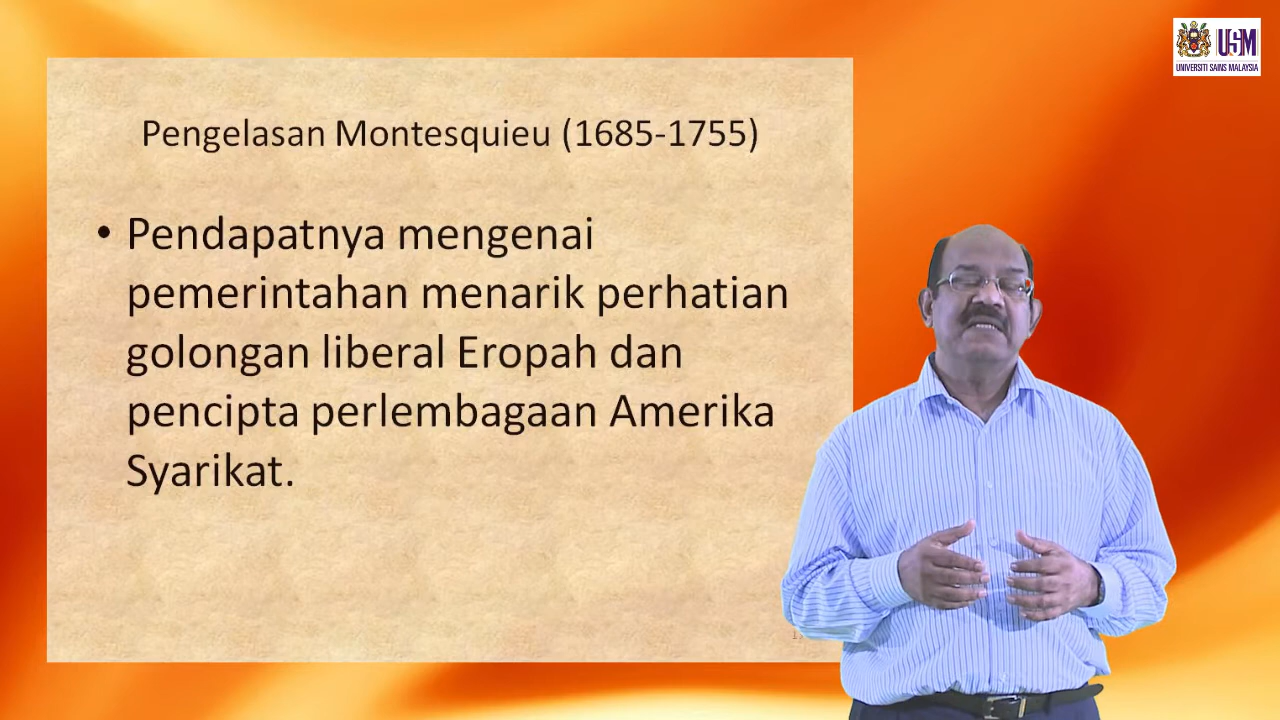 USM
UNIVERSITI SAINS MALAYSIA
Pengelasan Montesquieu (1685-1755)
• Pendapatnya mengenai
pemerintahan menarik perhatian
golongan liberal Eropah dan
pencipta perlembagaan Amerika
Syarikat.